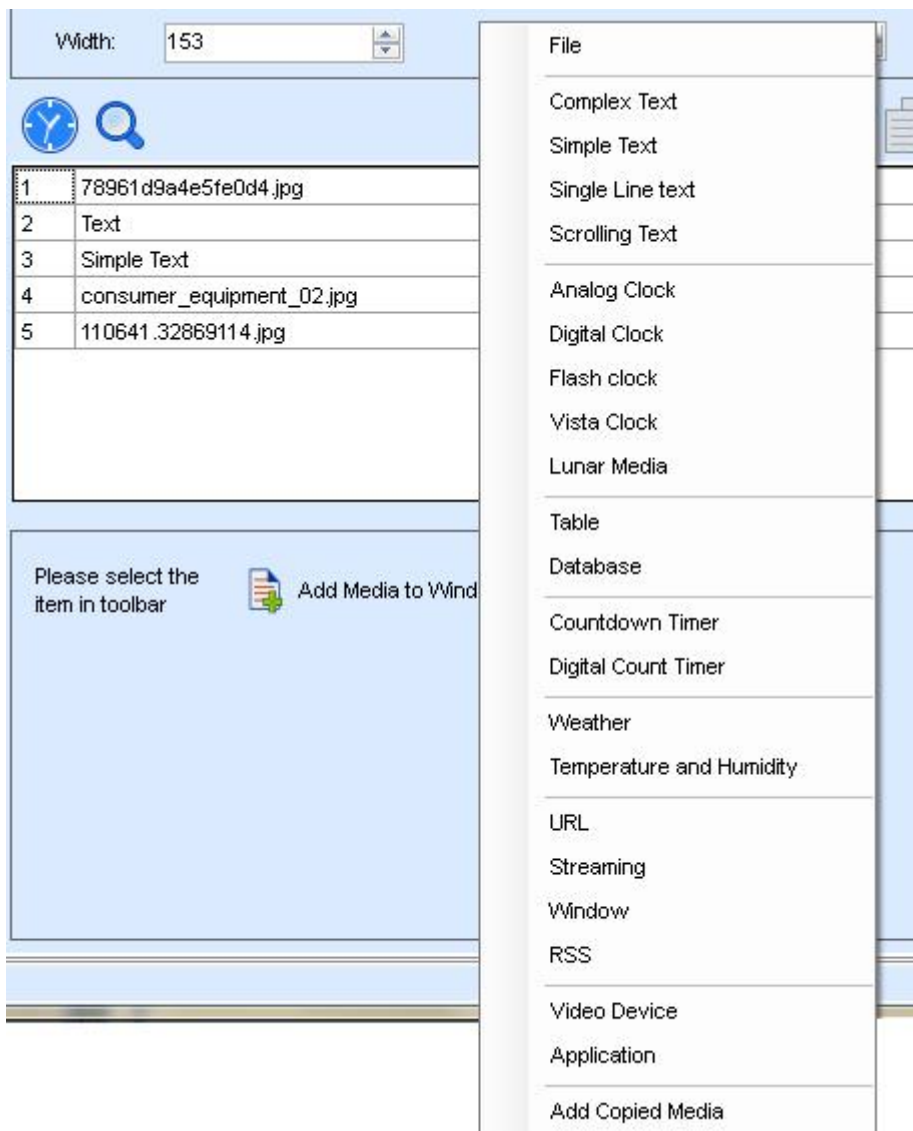 Width:
153
1 78961d9a4e5fe0d4.jpg
2 Text
3 Simple Text
4 consumer_equipment_02.jpg
5 110641.32869114.jpg
Please select the
item in toolbar
Add Media to Wind
File
Complex Text
Simple Text
Single Line text
Scrolling Text
Analog Clock
Digital Clock
Flash clock
Vista Clock
Lunar Media
Table
Database
Countdown Timer
Digital Count Timer
Weather
Temperature and Humidity
URL
Streaming
Window
RSS
Video Device
Application
Add Copied Media